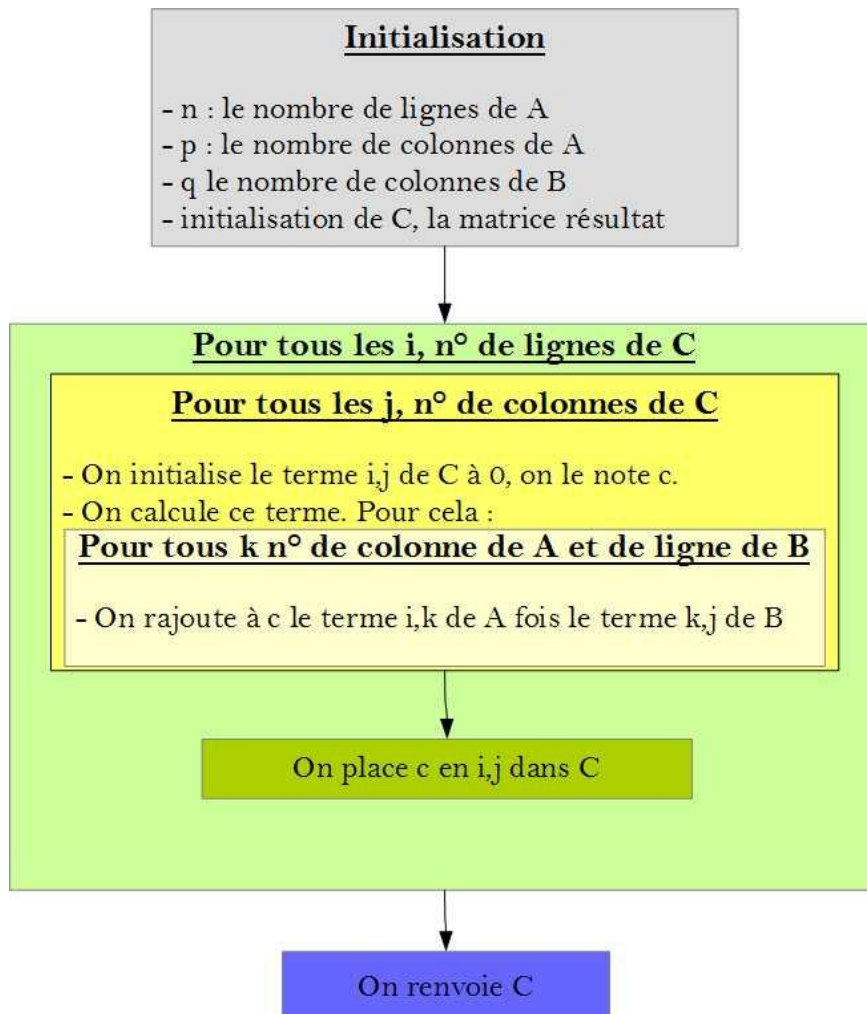 Initialisation
- n : le nombre de lignes de A
- p : le nombre de colonnes de A
- q le nombre de colonnes de B
- initialisation de C, la matrice résultat
Pour tous les i, n° de lignes de C
Pour tous les j, n° de colonnes de C
- On initialise le terme i,j de C à 0, on le note c.
- On calcule ce terme. Pour cela :
Pour tous k n° de colonne de A et de ligne de B
- On rajoute à c le terme i,k de A fois le terme k,j de B
On place c en i,j dans C
On renvoie C